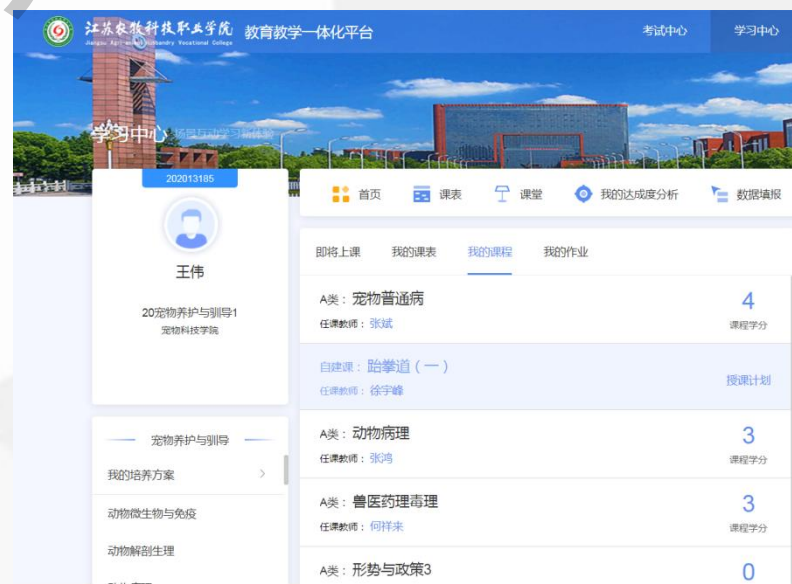 江苏农牧科技职业学院 教育教学一体化平台
Jiangsu Agri-animal Husbandry Vocational College
考试中心 学习中心
学习中心
202013185
王伟
20宠物养护与驯导1
宠物科技学院
首页 课表 课堂 我的达成度分析 数据填报
即将上课 我的课表 我的课程 我的作业
A类：宠物普通病
4
任课教师：张斌
课程学分
自建课：跆拳道（一）
授课计划
任课教师：徐宇峰
A类：动物病理
3
任课教师：张鸿
课程学分
A类：兽医药理毒理
3
任课教师：何祥来
课程学分
A类：形势与政策3
0
宠物养护与驯导
我的培养方案
动物微生物与免疫
动物解剖生理